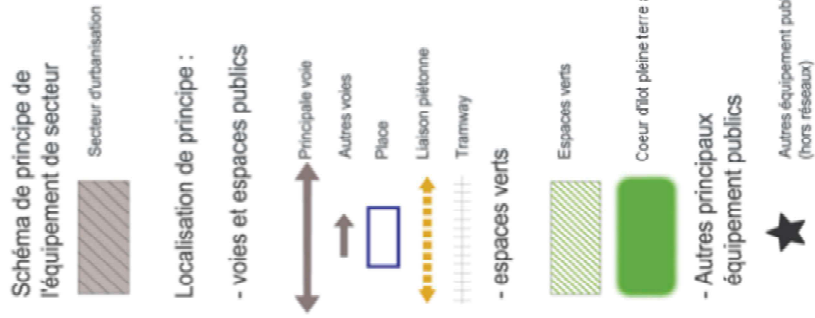 Schéma de principe de
l'équipement de secteur
Secteur d'urbanisation
Localisation de principe :
- voies et espaces publics
Principale voie
Autres voies
Place
Liaison piétonne
Tramway
- espaces verts
Espaces verts
Coeur d'ilot pleine terre
- Autres principaux
équipement publics
Autres équipement pub
(hors réseaux)